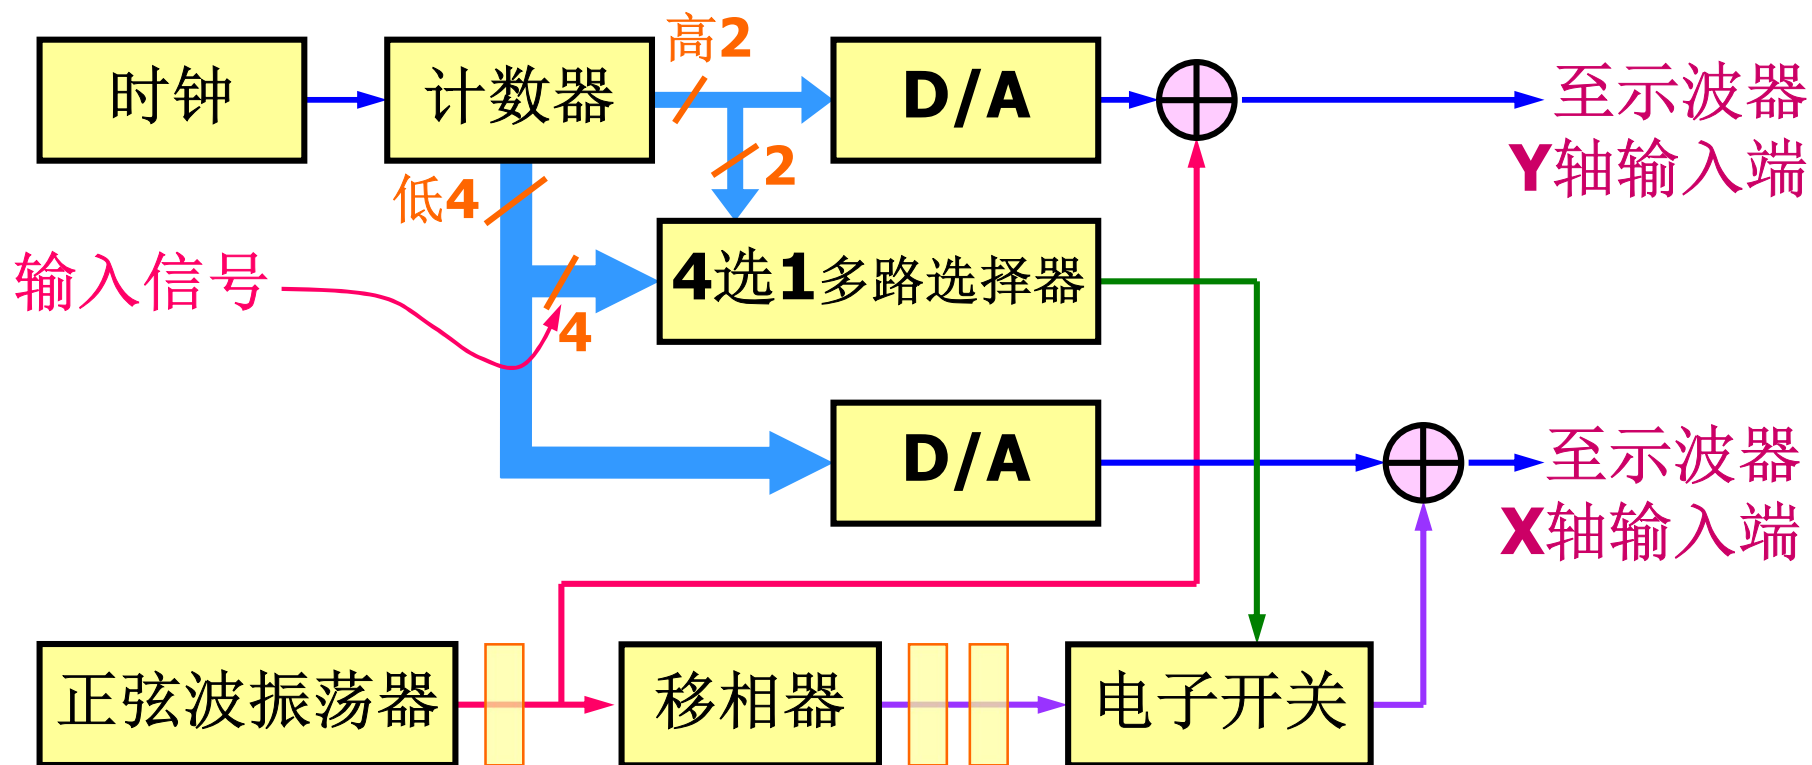 高2
时钟
计数器
D/A
至示波器
Y轴输入端
2
低4
输入信号
4选1多路选择器
4
D/A
至示波器
X轴输入端
正弦波振荡器
移相器
电子开关